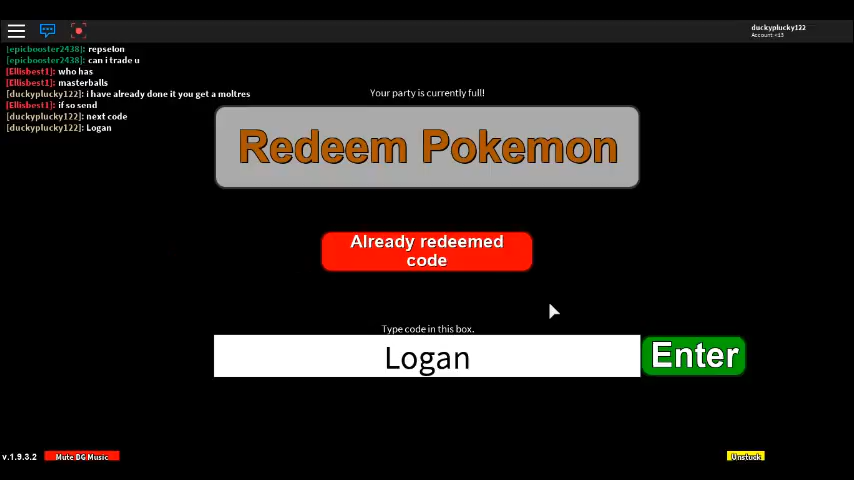 duckyplucky122
Account: <13
[epicbooster2438]: repselon
[epicbooster2438]: can i trade u
[Ellisbest1]: who has
[Ellisbest1]: masterballs
[duckyplucky122]: i have already done it you get a moltres
[Ellisbest1]: if so send
[duckyplucky122]: next code
[duckyplucky122]: Logan
Your party is currently full!
Redeem Pokemon
Already redeemed
code
Type code in this box.
Logan
Enter
v.1.9.3.2
Mute BG Music
Unstuck